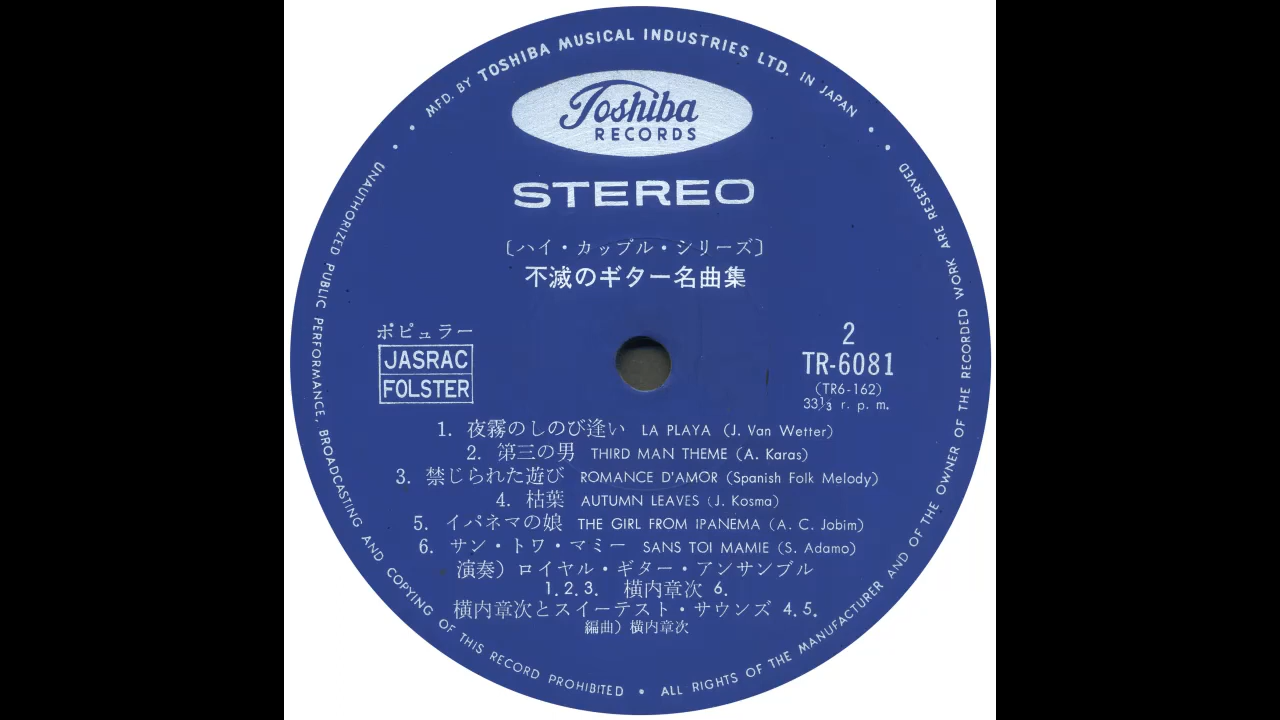 MFD. BY TOSHIBA MUSICAL INDUSTRIES LTD. IN JAPAN
Toshiba
RECORDS
STEREO
〔ハイ・カップル・シリーズ〕
不滅のギター名曲集
ポピュラー
JASRAC
FOLSTER
2
TR-6081
(TR6-162)
33⅓ r. p. m.
1. 夜霧のしのび逢い LA PLAYA (J. Van Wetter)
2. 第三の男 THIRD MAN THEME (A. Karas)
3. 禁じられた遊び ROMANCE D'AMOR (Spanish Folk Melody)
4. 枯葉 AUTUMN LEAVES (J. Kosma)
5. イパネマの娘 THE GIRL FROM IPANEMA (A. C. Jobim)
6. サン・トワ・マミー SANS TOI MAMIE (S. Adamo)
演奏) ロイヤル・ギター・アンサンブル
1. 2. 3. 横内章次 6.
横内章次とスイーテスト・サウンズ 4. 5.
編曲) 横内章次
UNAUTHORIZED PUBLIC PERFORMANCE, BROADCASTING AND COPYING OF THIS RECORD PROHIBITED • ALL RIGHTS OF THE MANUFACTURER AND OF THE OWNER OF THE RECORDED WORK ARE RESERVED